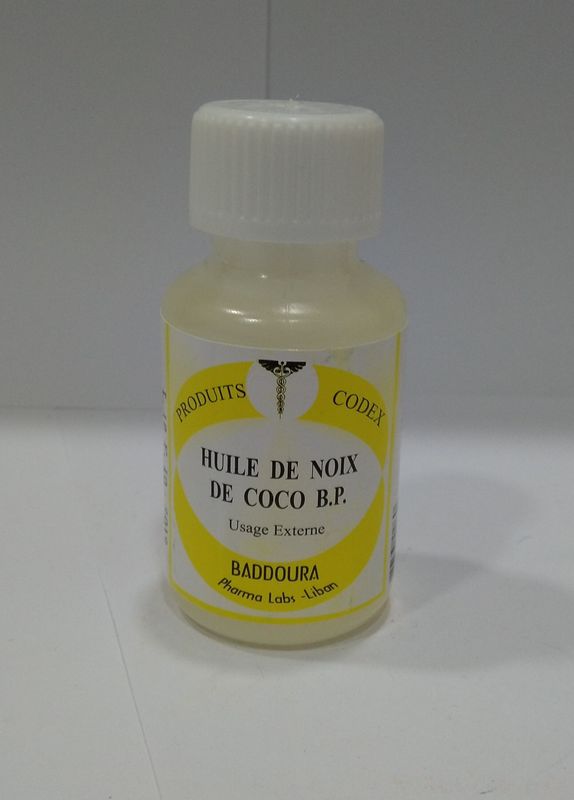 PRODUITS CODEX
HUILE DE NOIX
DE COCO B.P.
Usage Externe
BADDOURA
Pharma Labs -Liban